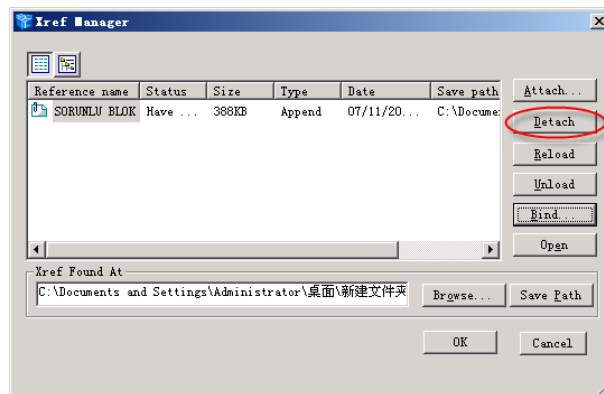 Xref Manager
Reference name Status Size Type Date Save path
SORUNLU BLOK Have ... 388KB Append 07/11/20... C:\Docume
Attach...
Detach
Reload
Unload
Bind...
Open
Xref Found At
C:\Documents and Settings\Administrator\桌面\新建文件夹
Browse...
Save Path
OK
Cancel